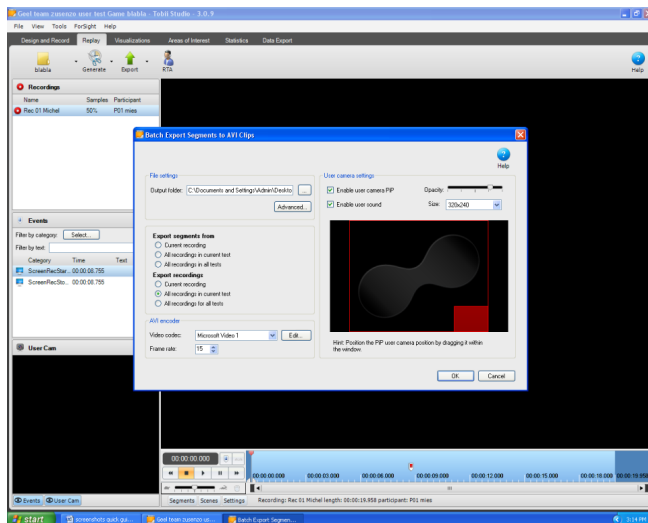 Geel team zusenzo user test Game blabla - Tobii Studio - 3.0.9
File View Tools ForSight Help
Design and Record Replay Visualizations Areas of Interest Statistics Data Export
blabla Generate Export RTA Help
Recordings
Name Samples Participant
Rec 01 Michel 50% P01 mies
Batch Export Segments to AVI Clips
Help
File settings
Output folder: C:\Documents and Settings\Admin\Deskto ...
Advanced...
User camera settings
Enable user camera PiP Opacity:
Enable user sound Size: 320x240
Export segments from
Current recording
All recordings in current test
All recordings in all tests
Export recordings
Current recording
All recordings in current test
All recordings for all tests
AVI encoder
Video codec: Microsoft Video 1 Edit...
Frame rate: 15
Hint: Position the PiP user camera position by dragging it within
the window.
OK Cancel
Events
Filter by category: Select...
Filter by text:
Category Time Text
ScreenRecStar.. 00:00:08.755
ScreenRecSto.. 00:00:08.755
User Cam
00:00:00.000
00:00:00.000 00:00:03.000 00:00:06.000 00:00:09.000 00:00:12.000 00:00:15.000 00:00:18.000 00:00:19.958
Events User Cam
Segments Scenes Settings Recording: Rec 01 Michel length: 00:00:19.958 participant: P01 mies
start screenshots quick gui... Geel team zusenzo us... Batch Export Segmen... 3:14 PM